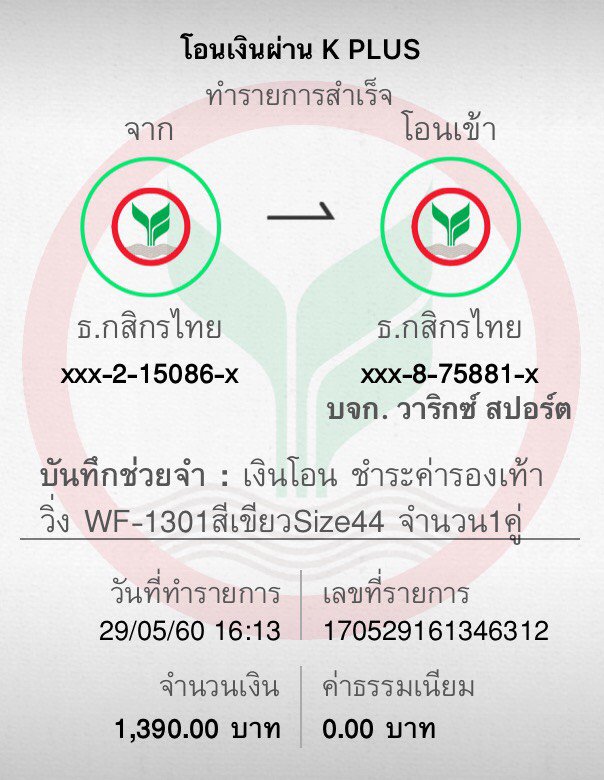 โอนเงินผ่าน K PLUS
ทำรายการสำเร็จ
จาก
โอนเข้า
ธ.กสิกรไทย
ธ.กสิกรไทย
xxx-2-15086-x
xxx-8-75881-x
บจก. วาริกซ์ สปอร์ต
บันทึกช่วยจำ : เงินโอน ชำระค่ารองเท้า
วิ่ง WF-1301สีเขียวSize44 จำนวน1คู่
วันที่ทำรายการ
เลขที่รายการ
29/05/60 16:13
170529161346312
จำนวนเงิน
ค่าธรรมเนียม
1,390.00 บาท
0.00 บาท